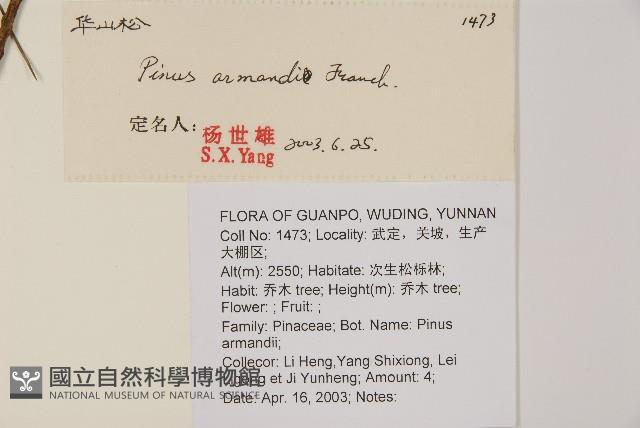 华山松
1473
Pinus armandii Franch.
定名人:
杨世雄
S.X.Yang
2003.6.25.
FLORA OF GUANPO, WUDING, YUNNAN
Coll No: 1473; Locality: 武定，关坡，生产
大棚区;
Alt(m): 2550; Habitate: 次生松栎林;
Habit: 乔木 tree; Height(m): 乔木 tree;
Flower: ; Fruit: ;
Family: Pinaceae; Bot. Name: Pinus
armandii;
Collecor: Li Heng,Yang Shixiong, Lei
et Ji Yunheng; Amount: 4;
Date: Apr. 16, 2003; Notes:
國立自然科學博物館
NATIONAL MUSEUM OF NATURAL SCIENCE